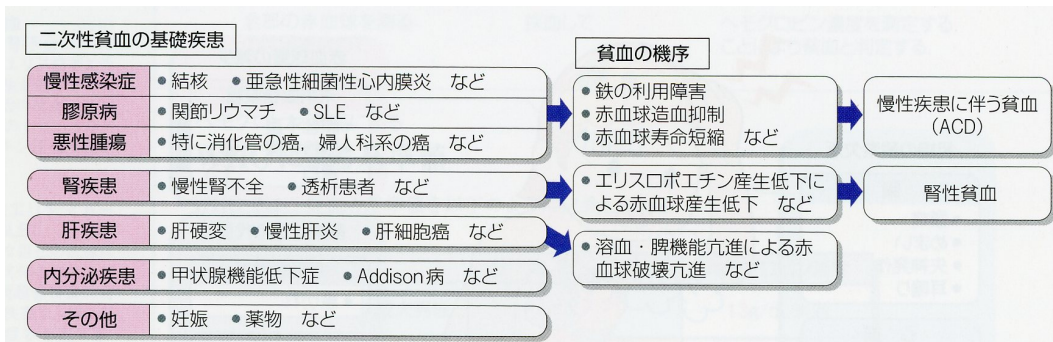 二次性貧血の基礎疾患
慢性感染症 ●結核 ●亜急性細菌性心内膜炎 など
膠原病 ●関節リウマチ ●SLE など
悪性腫瘍 ●特に消化管の癌，婦人科系の癌 など
腎疾患 ●慢性腎不全 ●透析患者 など
肝疾患 ●肝硬変 ●慢性肝炎 ●肝細胞癌 など
内分泌疾患 ●甲状腺機能低下症 ●Addison病 など
その他 ●妊娠 ●薬物 など
貧血の機序
●鉄の利用障害
●赤血球造血抑制
●赤血球寿命短縮 など
●エリスロポエチン産生低下に
よる赤血球産生低下 など
●溶血・脾機能亢進による赤
血球破壊亢進 など
慢性疾患に伴う貧血
（ACD）
腎性貧血